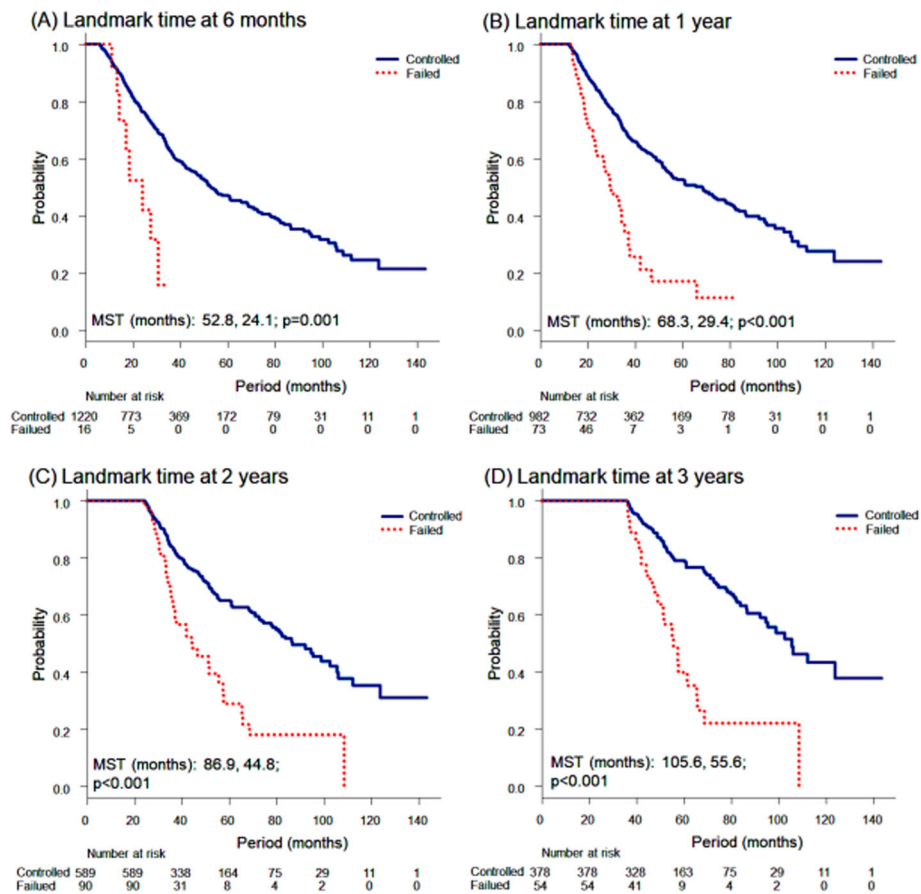 (A) Landmark time at 6 months
1.0
0.8
0.6
0.4
0.2
0.0
Probability
Controlled
Failed
MST (months): 52.8, 24.1; p=0.001
0 20 40 60 80 100 120 140
Period (months)
Number at risk
Controlled 1220 773 369 172 79 31 11 1
Failued 16 5 0 0 0 0 0 0
(B) Landmark time at 1 year
1.0
0.8
0.6
0.4
0.2
0.0
Probability
Controlled
Failed
MST (months): 68.3, 29.4; p<0.001
0 20 40 60 80 100 120 140
Period (months)
Number at risk
Controlled 982 732 362 169 78 31 11 1
Failued 73 46 7 3 1 0 0 0
(C) Landmark time at 2 years
1.0
0.8
0.6
0.4
0.2
0.0
Probability
Controlled
Failed
MST (months): 86.9, 44.8;
p<0.001
0 20 40 60 80 100 120 140
Period (months)
Number at risk
Controlled 589 589 338 164 75 29 11 1
Failued 90 90 31 8 4 2 0 0
(D) Landmark time at 3 years
1.0
0.8
0.6
0.4
0.2
0.0
Probability
Controlled
Failed
MST (months): 105.6, 55.6;
p<0.001
0 20 40 60 80 100 120 140
Period (months)
Number at risk
Controlled 378 378 328 163 75 29 11 1
Failued 54 54 41 9 4 2 0 0